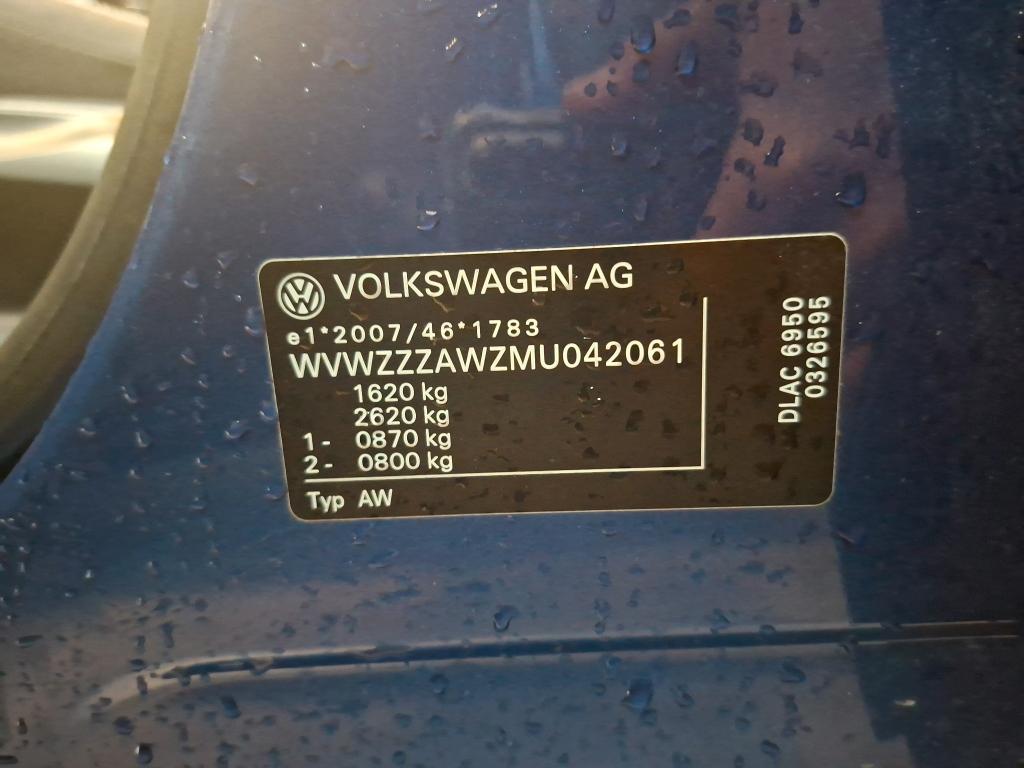 VOLKSWAGEN AG
e1*2007/46*1783
WVWZZZAWZMU042061
1620 kg
2620 kg
1- 0870 kg
2- 0800 kg
Typ AW
DLAC 6950
0326595